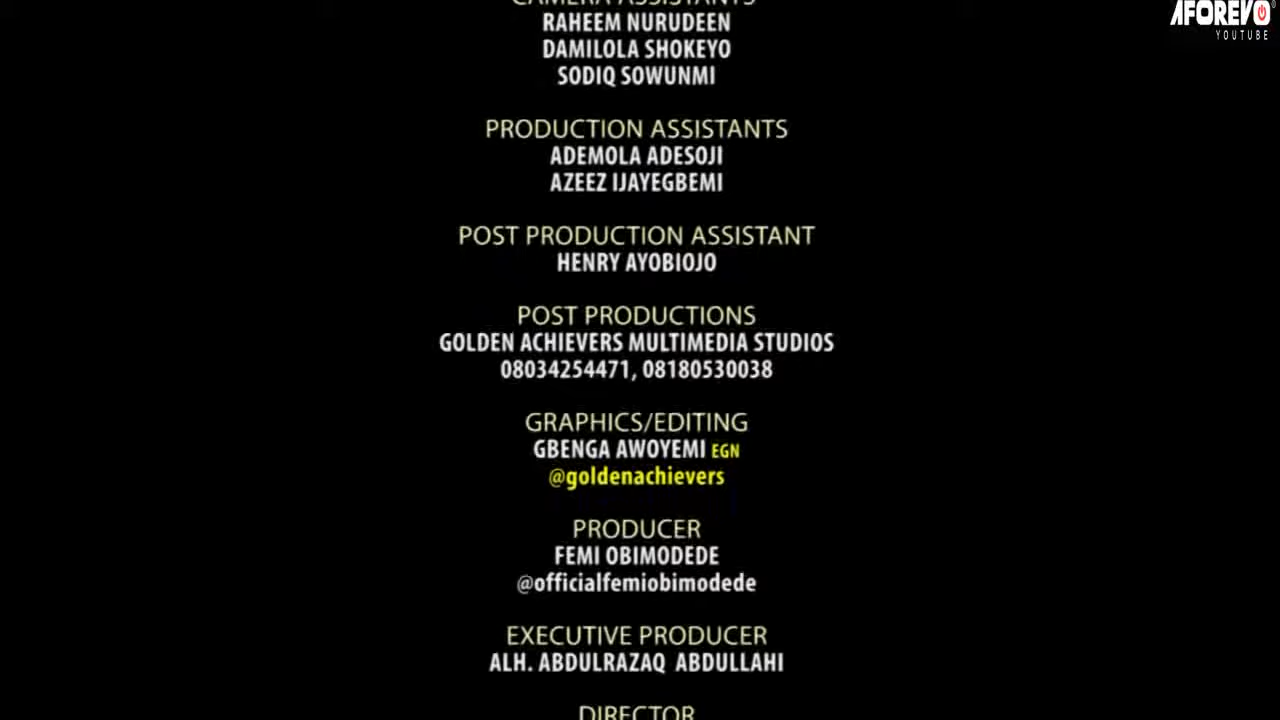 CAMERA ASSISTANTS
RAHEEM NURUDEEN
DAMILOLA SHOKEYO
SODIQ SOWUNMI
PRODUCTION ASSISTANTS
ADEMOLA ADESOJI
AZEEZ IJAYEGBEMI
POST PRODUCTION ASSISTANT
HENRY AYOBIOJO
POST PRODUCTIONS
GOLDEN ACHIEVERS MULTIMEDIA STUDIOS
08034254471, 08180530038
GRAPHICS/EDITING
GBENGA AWOYEMI EGN
@goldenachievers
PRODUCER
FEMI OBIMODEDE
@officialfemiobimodede
EXECUTIVE PRODUCER
ALH. ABDULRAZAQ ABDULLAHI
DIRECTOR
AFOREVO
YOUTUBE